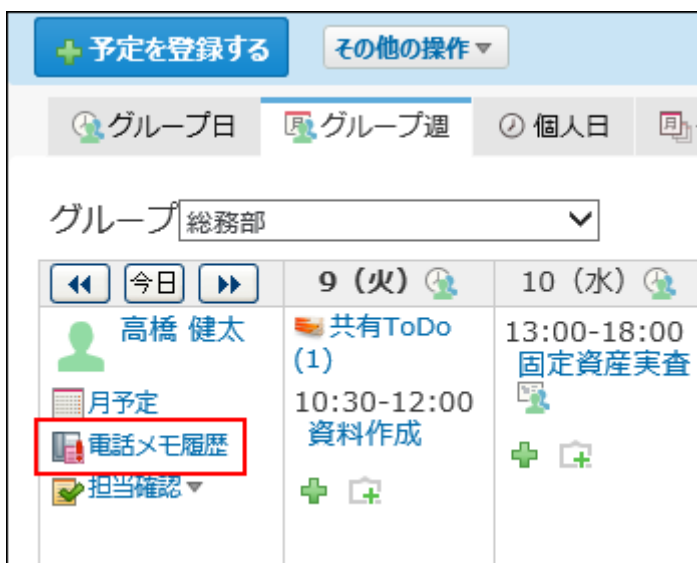 予定を登録する
その他の操作
グループ日
グループ週
個人日
月
グループ
総務部
今日
9（火）
10（水）
高橋 健太
月予定
電話メモ履歴
担当確認
共有ToDo
(1)
10:30-12:00
資料作成
13:00-18:00
固定資産実査